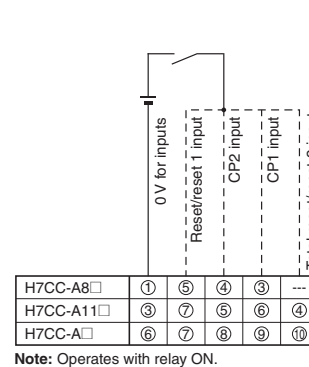 0 V for inputs
Reset/reset 1 input
CP2 input
CP1 input
H7CC-A8□ ① ⑤ ④ ③ ---
H7CC-A11□ ③ ⑦ ⑤ ⑥ ④
H7CC-A□ ⑥ ⑦ ⑧ ⑨ ⑩
Note: Operates with relay ON.